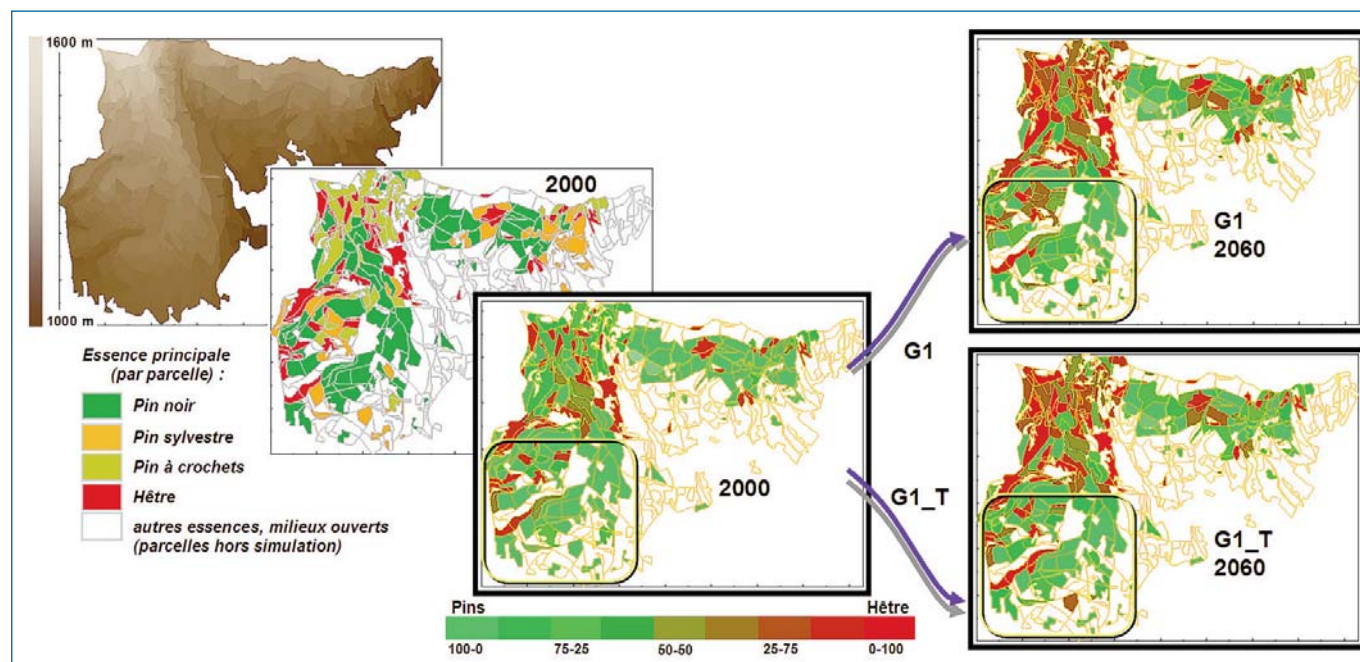 1600 m
1000 m
2000
Essence principale
(par parcelle) :
Pin noir
Pin sylvestre
Pin à crochets
Hêtre
autres essences, milieux ouverts
(parcelles hors simulation)
2000
Pins
Hêtre
100-0
75-25
50-50
25-75
0-100
G1
G1_T
G1
2060
G1_T
2060